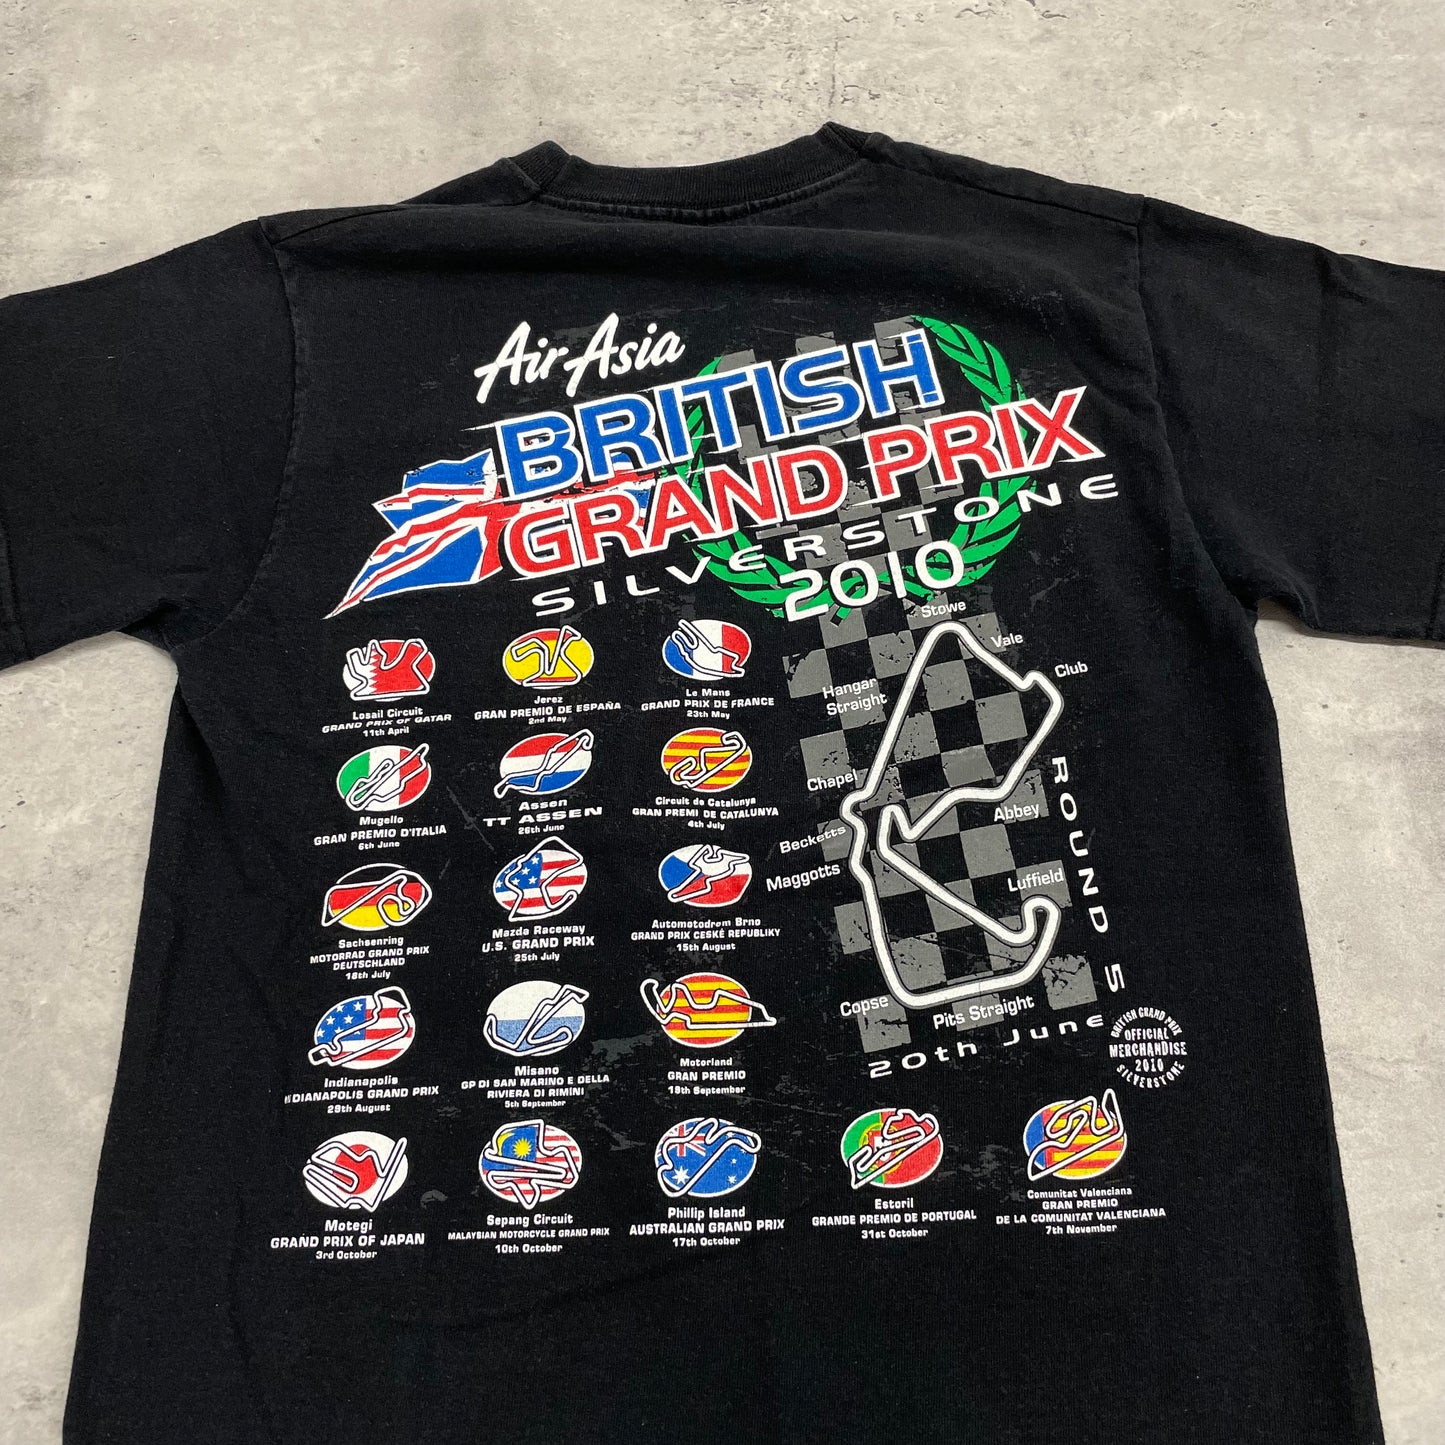 AirAsia
BRITISH
GRAND PRIX
SILVERSTONE
2010
Losail Circuit
GRAND PRIX OF QATAR
11th April
Jerez
GRAN PREMIO DE ESPAÑA
2nd May
Le Mans
GRAND PRIX DE FRANCE
23th May
Mugello
GRAN PREMIO D'ITALIA
6th June
Assen
TT ASSEN
26th June
Circuit de Catalunya
GRAN PREMI DE CATALUNYA
4th July
Sachsenring
MOTORRAD GRAND PRIX
DEUTSCHLAND
18th July
Mazda Raceway
U.S. GRAND PRIX
25th July
Automotodrom Brno
GRAND PRIX CESKÉ REPUBLIKY
15th August
Indianapolis
INDIANAPOLIS GRAND PRIX
29th August
Misano
GP DI SAN MARINO E DELLA
RIVIERA DI RIMINI
5th September
Motorland
GRAN PREMIO
19th September
Motegi
GRAND PRIX OF JAPAN
3rd October
Sepang Circuit
MALAYSIAN MOTORCYCLE GRAND PRIX
10th October
Phillip Island
AUSTRALIAN GRAND PRIX
17th October
Estoril
GRANDE PREMIO DE PORTUGAL
31st October
Comunitat Valenciana
GRAN PREMIO
DE LA COMUNITAT VALENCIANA
7th November
Stowe
Vale
Club
Hangar
Straight
Chapel
Abbey
Becketts
Maggotts
Luffield
Copse
Pits Straight
ROUND 5
20th June
BRITISH GRAND PRIX
OFFICIAL
MERCHANDISE
2010
SILVERSTONE